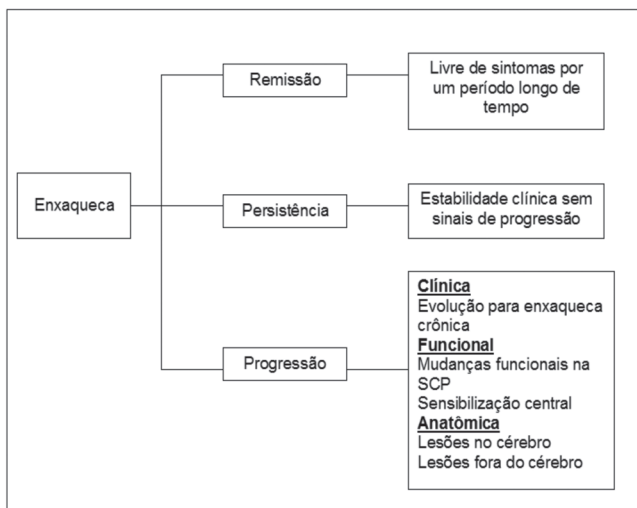 Enxaqueca
Remissão
Livre de sintomas por
um período longo de
tempo
Persistência
Estabilidade clínica sem
sinais de progressão
Progressão
Clínica
Evolução para enxaqueca
crônica
Funcional
Mudanças funcionais na
SCP
Sensibilização central
Anatômica
Lesões no cérebro
Lesões fora do cérebro